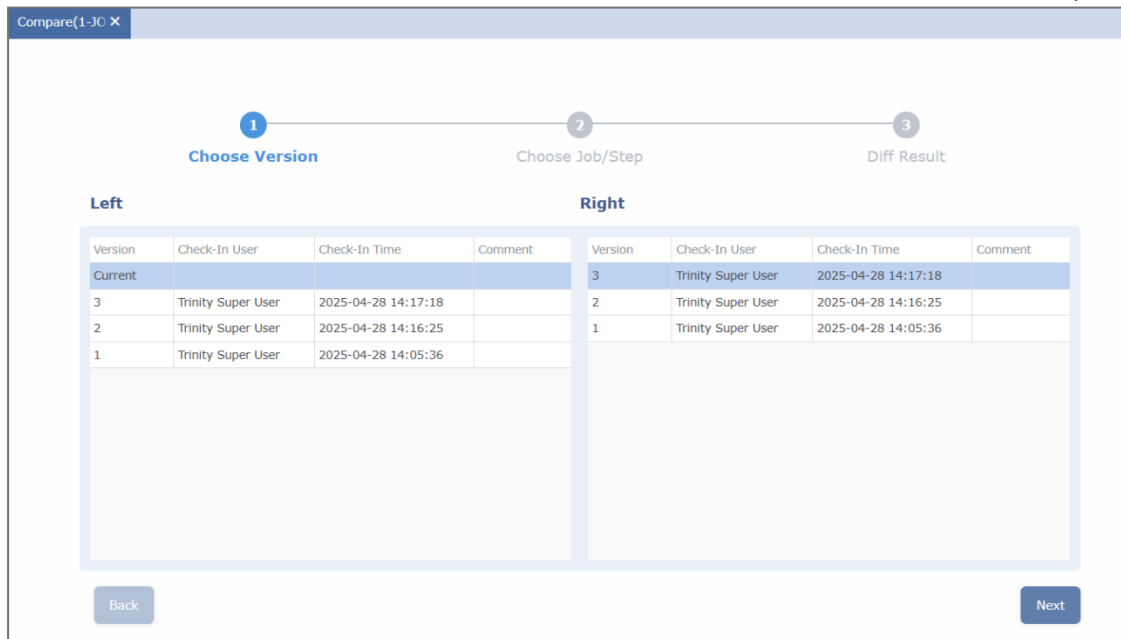 Compare(1-JO X
1 2 3
Choose Version Choose Job/Step Diff Result
Left Right
Version Check-In User Check-In Time Comment Version Check-In User Check-In Time Comment
Current 3 Trinity Super User 2025-04-28 14:17:18
3 Trinity Super User 2025-04-28 14:17:18 2 Trinity Super User 2025-04-28 14:16:25
2 Trinity Super User 2025-04-28 14:16:25 1 Trinity Super User 2025-04-28 14:05:36
1 Trinity Super User 2025-04-28 14:05:36
Back Next